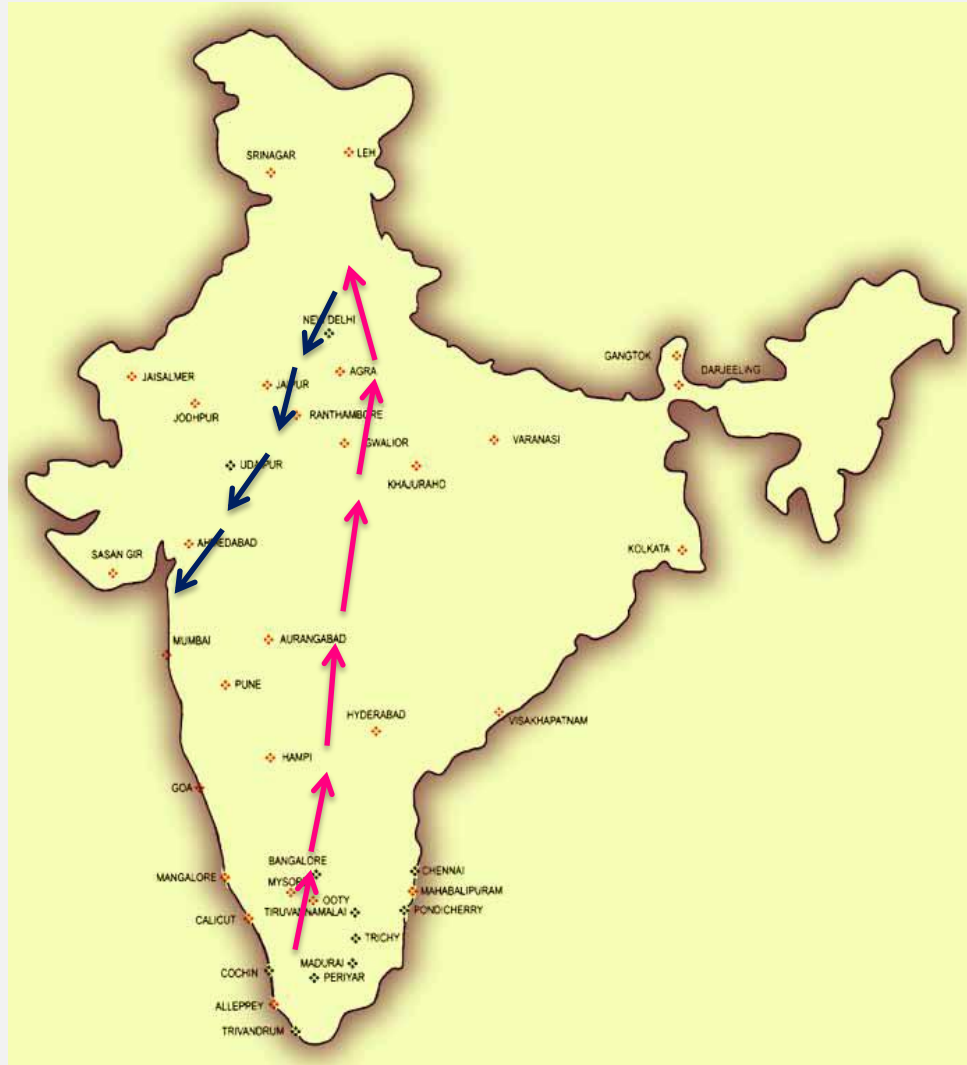 SRINAGAR
LEH
NEW DELHI
GANGTOK
DARJEELING
JAISALMER
JAIPUR
AGRA
JODHPUR
RANTHAMBORE
GWALIOR
VARANASI
UDAIPUR
KHAJURAHO
AHMEDABAD
SASAN GIR
KOLKATA
MUMBAI
AURANGABAD
PUNE
HYDERABAD
VISAKHAPATNAM
HAMPI
GOA
BANGALORE
CHENNAI
MANGALORE
MYSORE
MAHABALIPURAM
OOTY
TIRUVANNAMALAI
PONDICHERRY
CALICUT
TRICHY
MADURAI
COCHIN
PERIYAR
ALLEPPEY
TRIVANDRUM